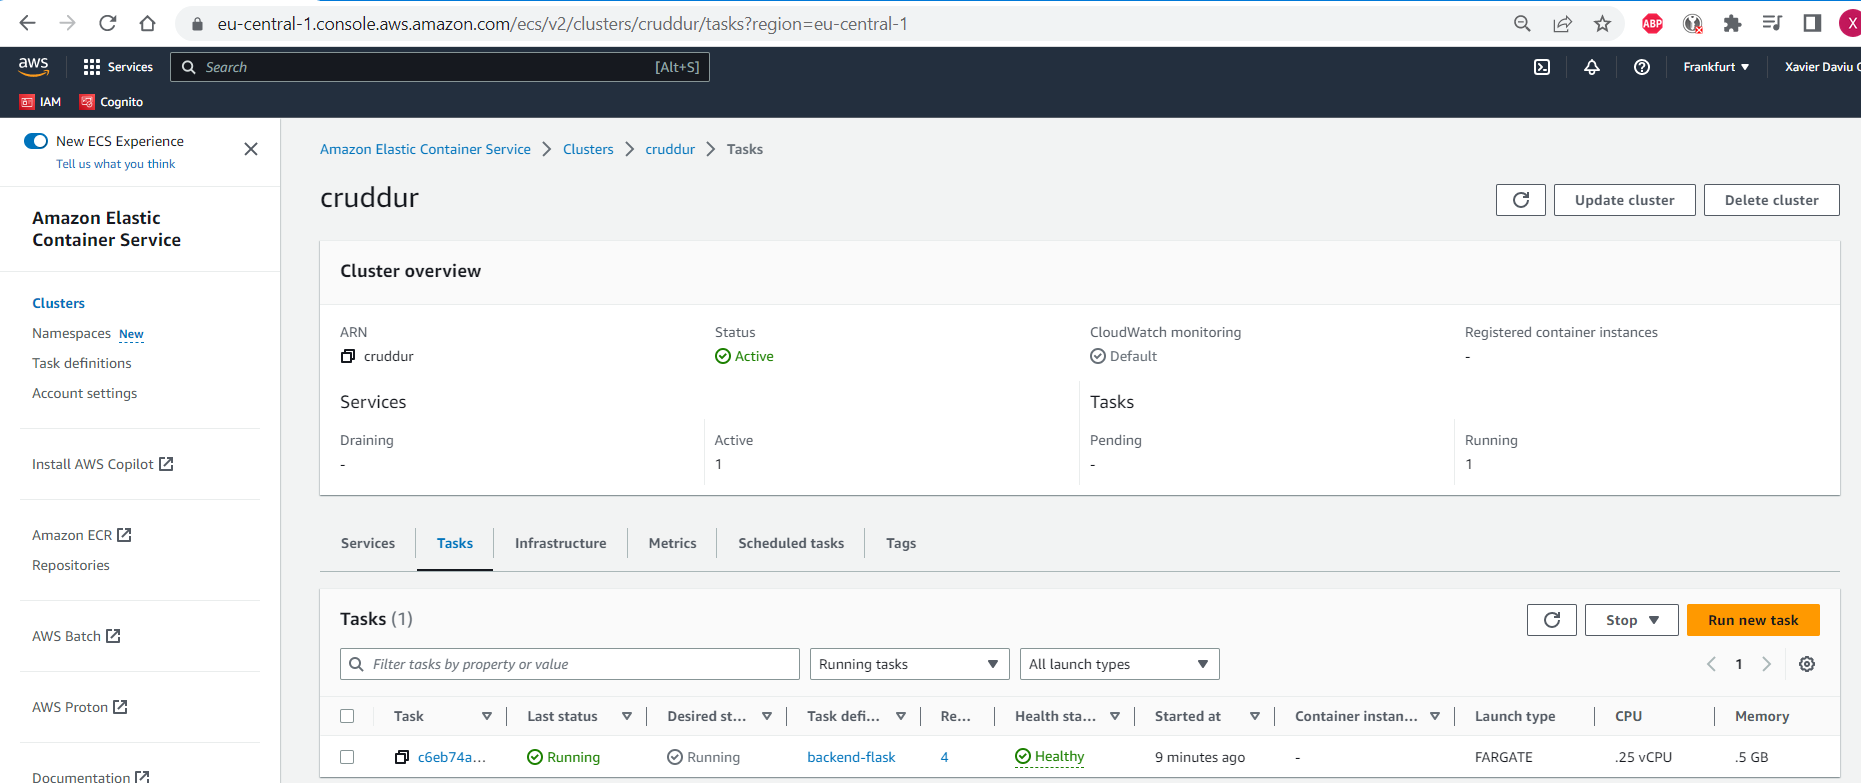 eu-central-1.console.aws.amazon.com/ecs/v2/clusters/cruddur/tasks?region=eu-central-1
ABP
X
aws
Services
Search
[Alt+S]
Frankfurt
Xavier Daviu
IAM
Cognito
New ECS Experience
Tell us what you think
Amazon Elastic
Container Service
Clusters
Namespaces New
Task definitions
Account settings
Install AWS Copilot
Amazon ECR
Repositories
AWS Batch
AWS Proton
Documentation
Amazon Elastic Container Service > Clusters > cruddur > Tasks
cruddur
Update cluster
Delete cluster
Cluster overview
ARN
cruddur
Status
Active
CloudWatch monitoring
Default
Registered container instances
-
Services
Tasks
Draining
-
Active
1
Pending
-
Running
1
Services
Tasks
Infrastructure
Metrics
Scheduled tasks
Tags
Tasks (1)
Stop
Run new task
Filter tasks by property or value
Running tasks
All launch types
1
Task Last status Desired st... Task defi... Re... Health sta... Started at Container instan... Launch type CPU Memory
c6eb74a... Running Running backend-flask 4 Healthy 9 minutes ago - FARGATE .25 vCPU .5 GB